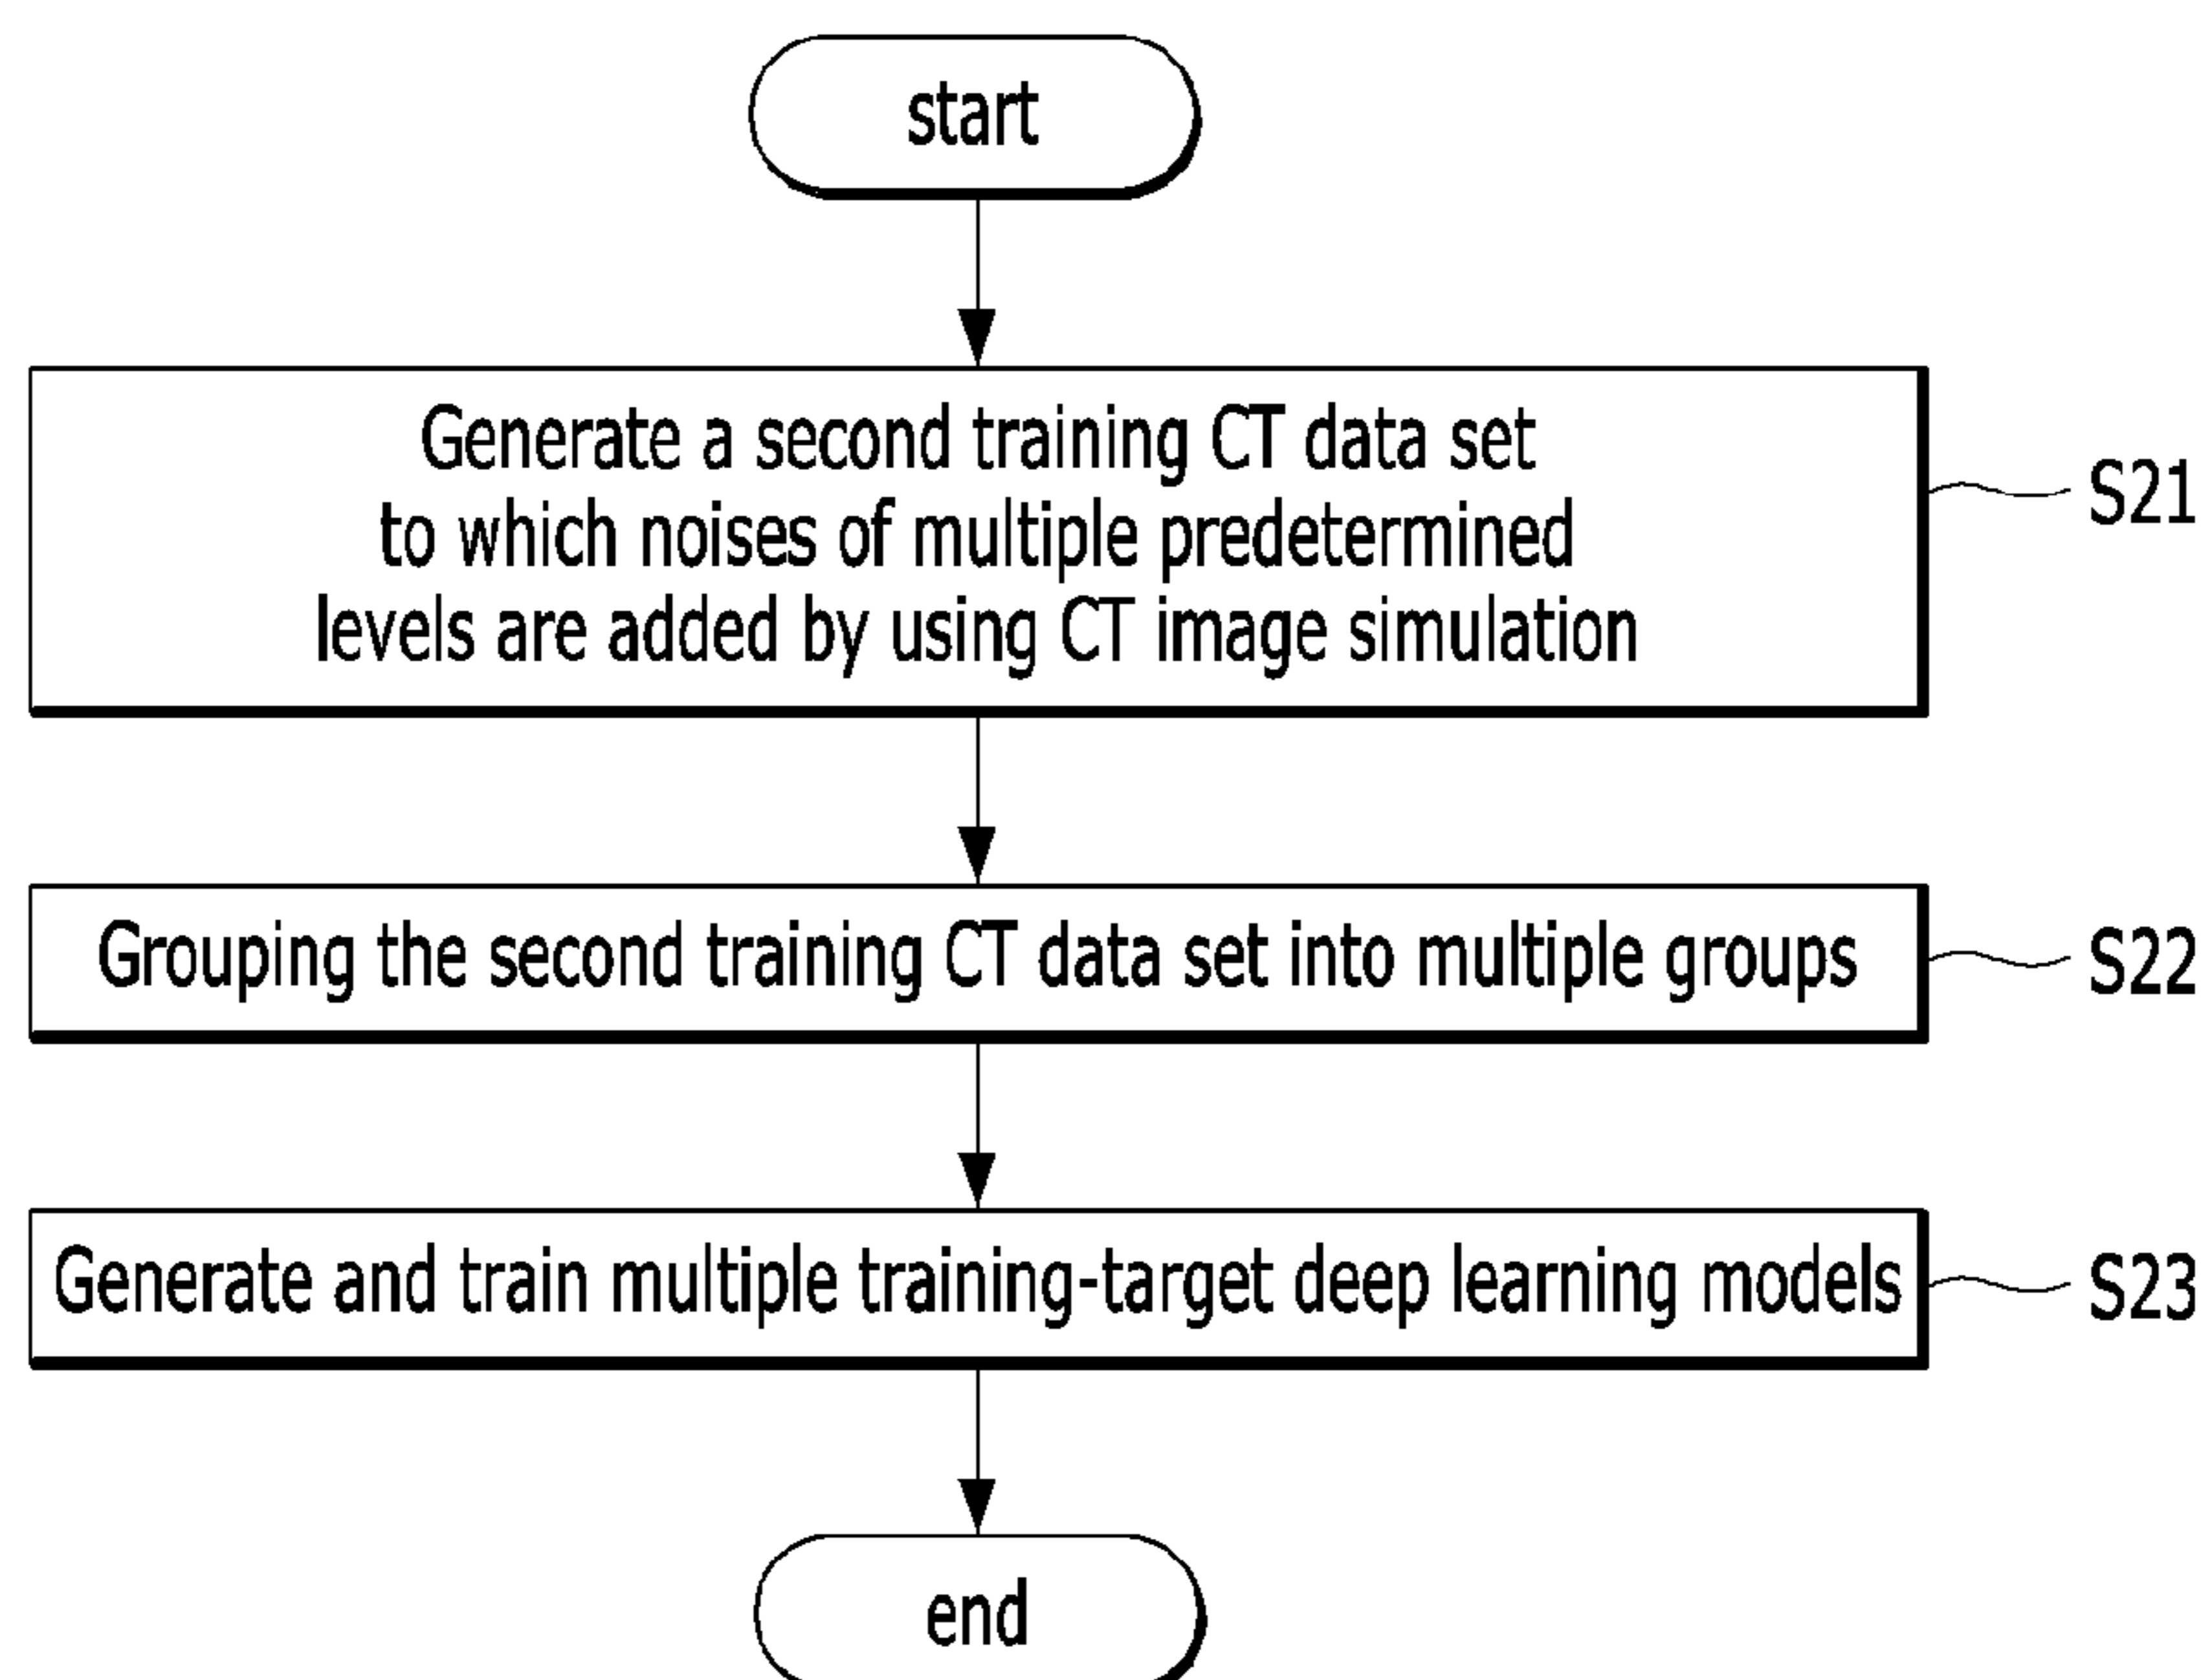 start
Generate a second training CT data set
to which noises of multiple predetermined
levels are added by using CT image simulation
S21
Grouping the second training CT data set into multiple groups
S22
Generate and train multiple training-target deep learning models
S23
end